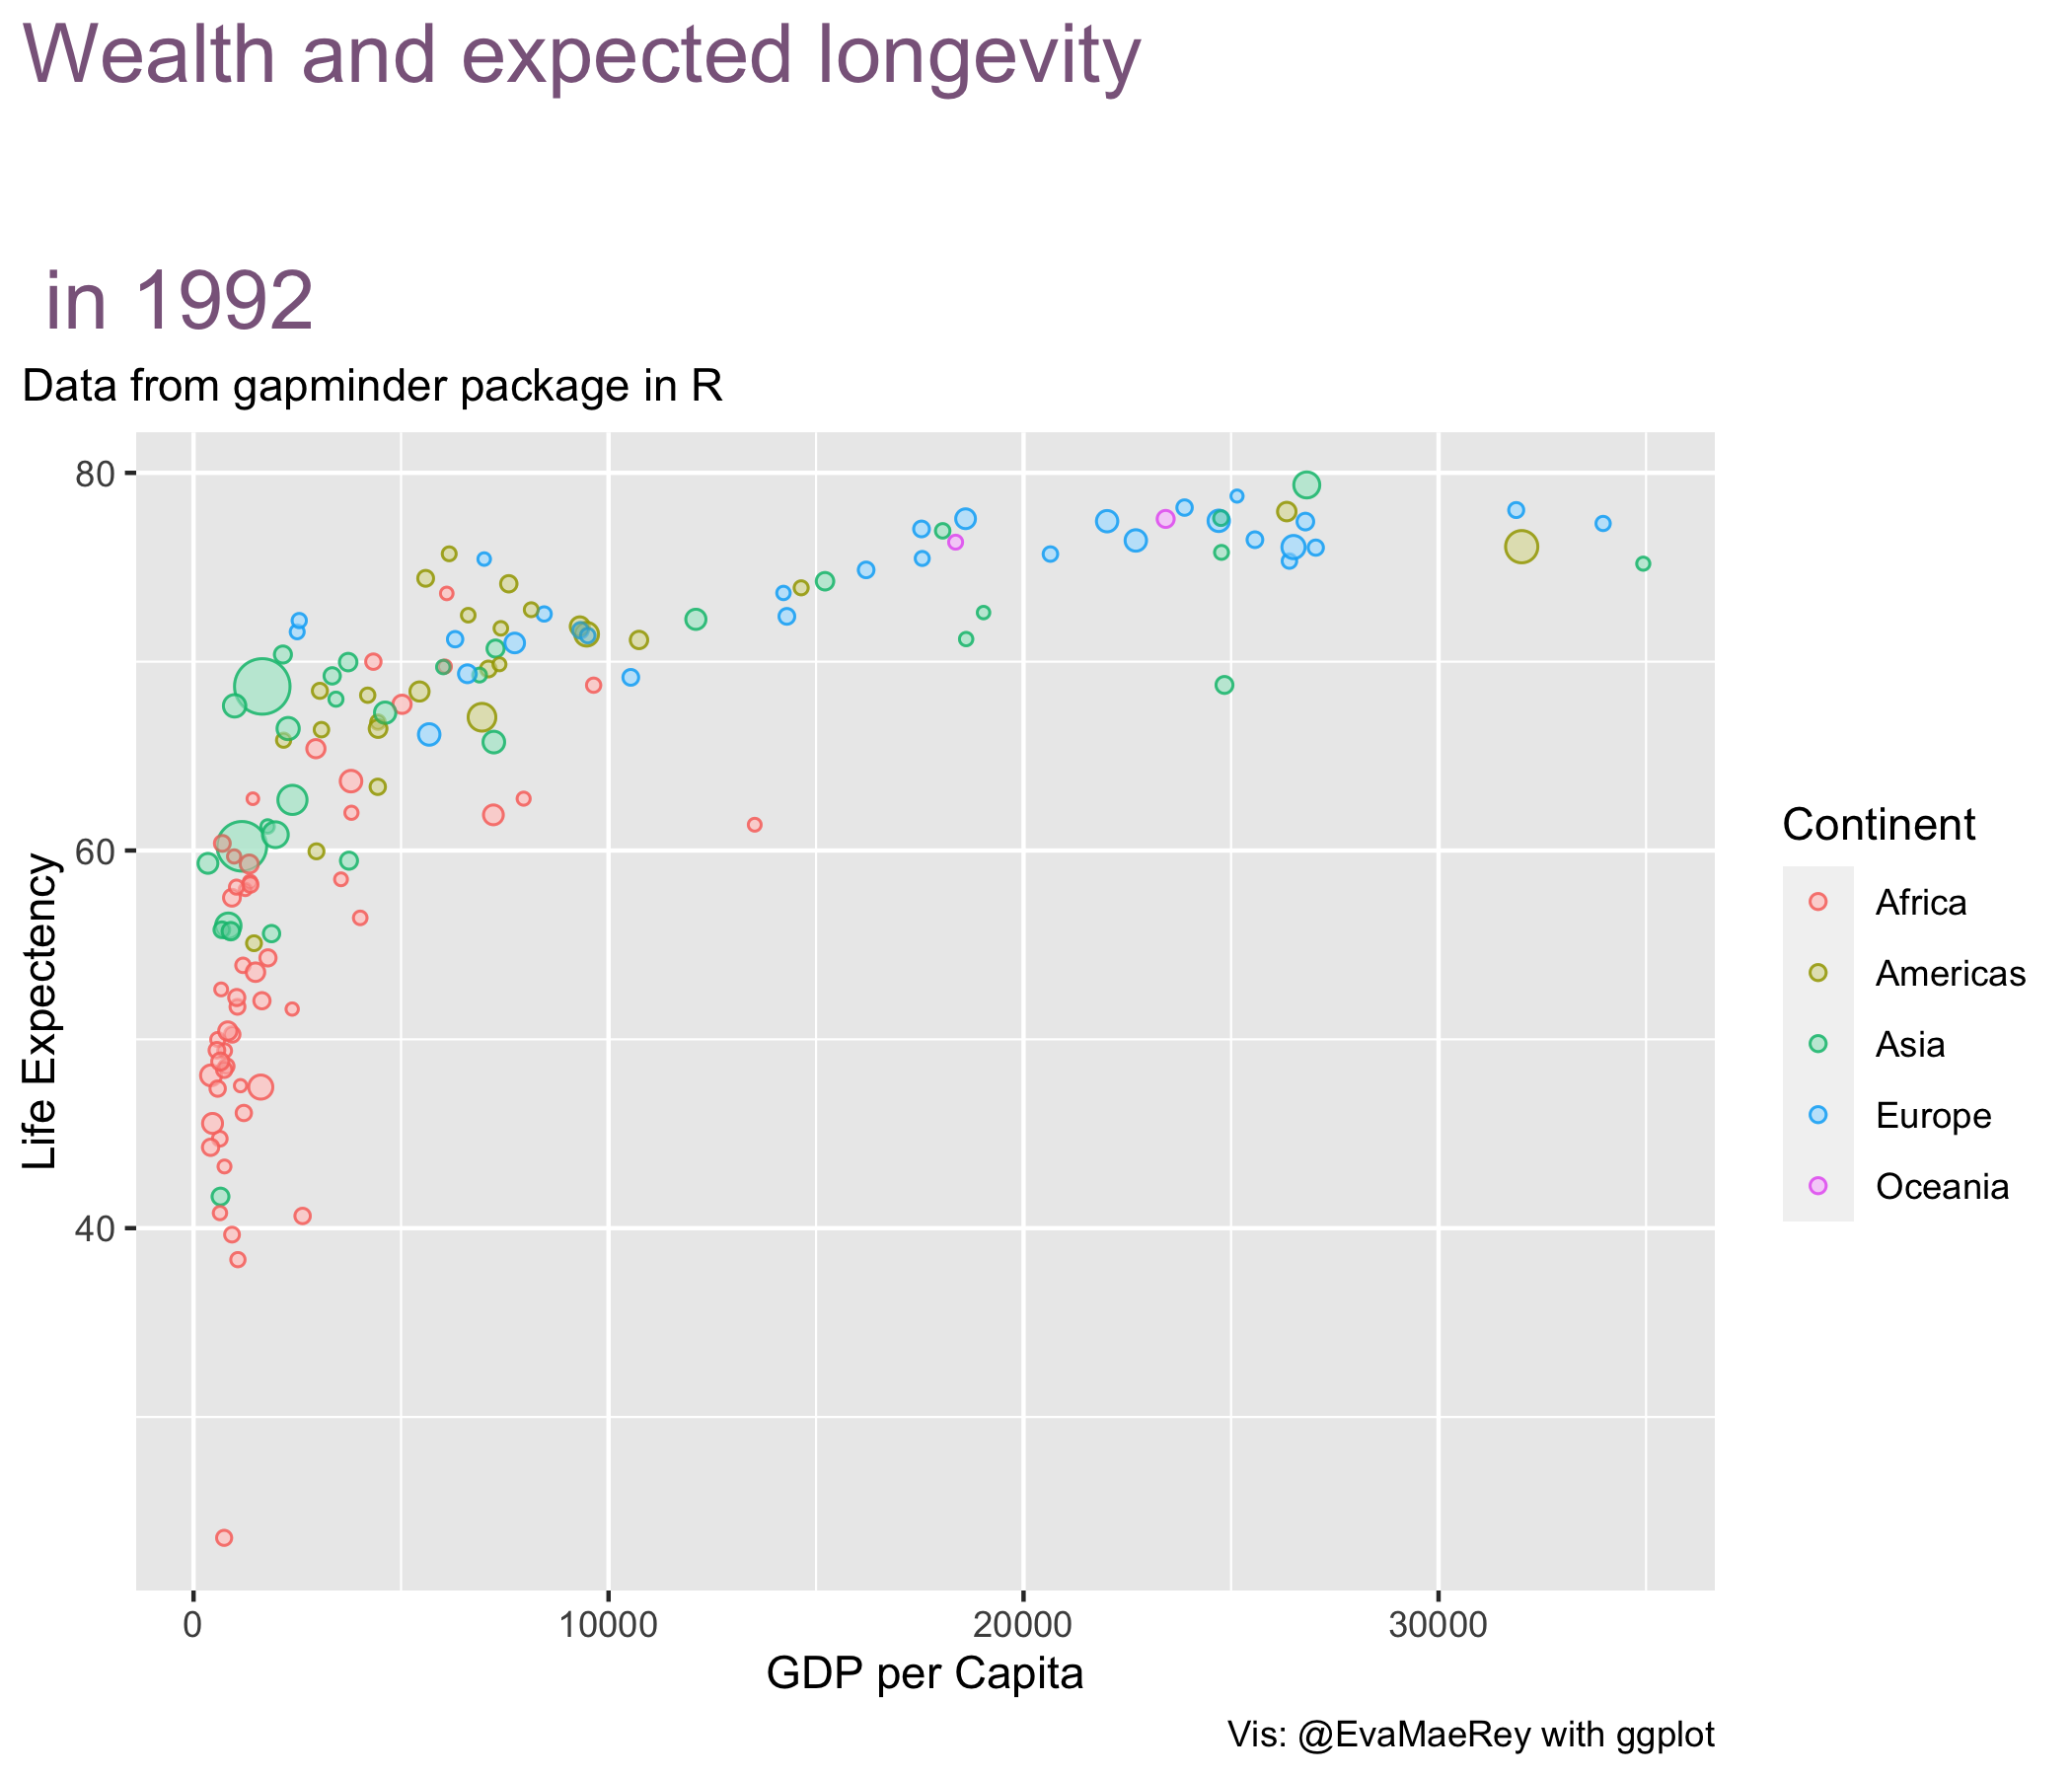 Wealth and expected longevity
in 1992
Data from gapminder package in R
80
60
40
Life Expectency
0
10000
20000
30000
GDP per Capita
Continent
Africa
Americas
Asia
Europe
Oceania
Vis: @EvaMaeRey with ggplot